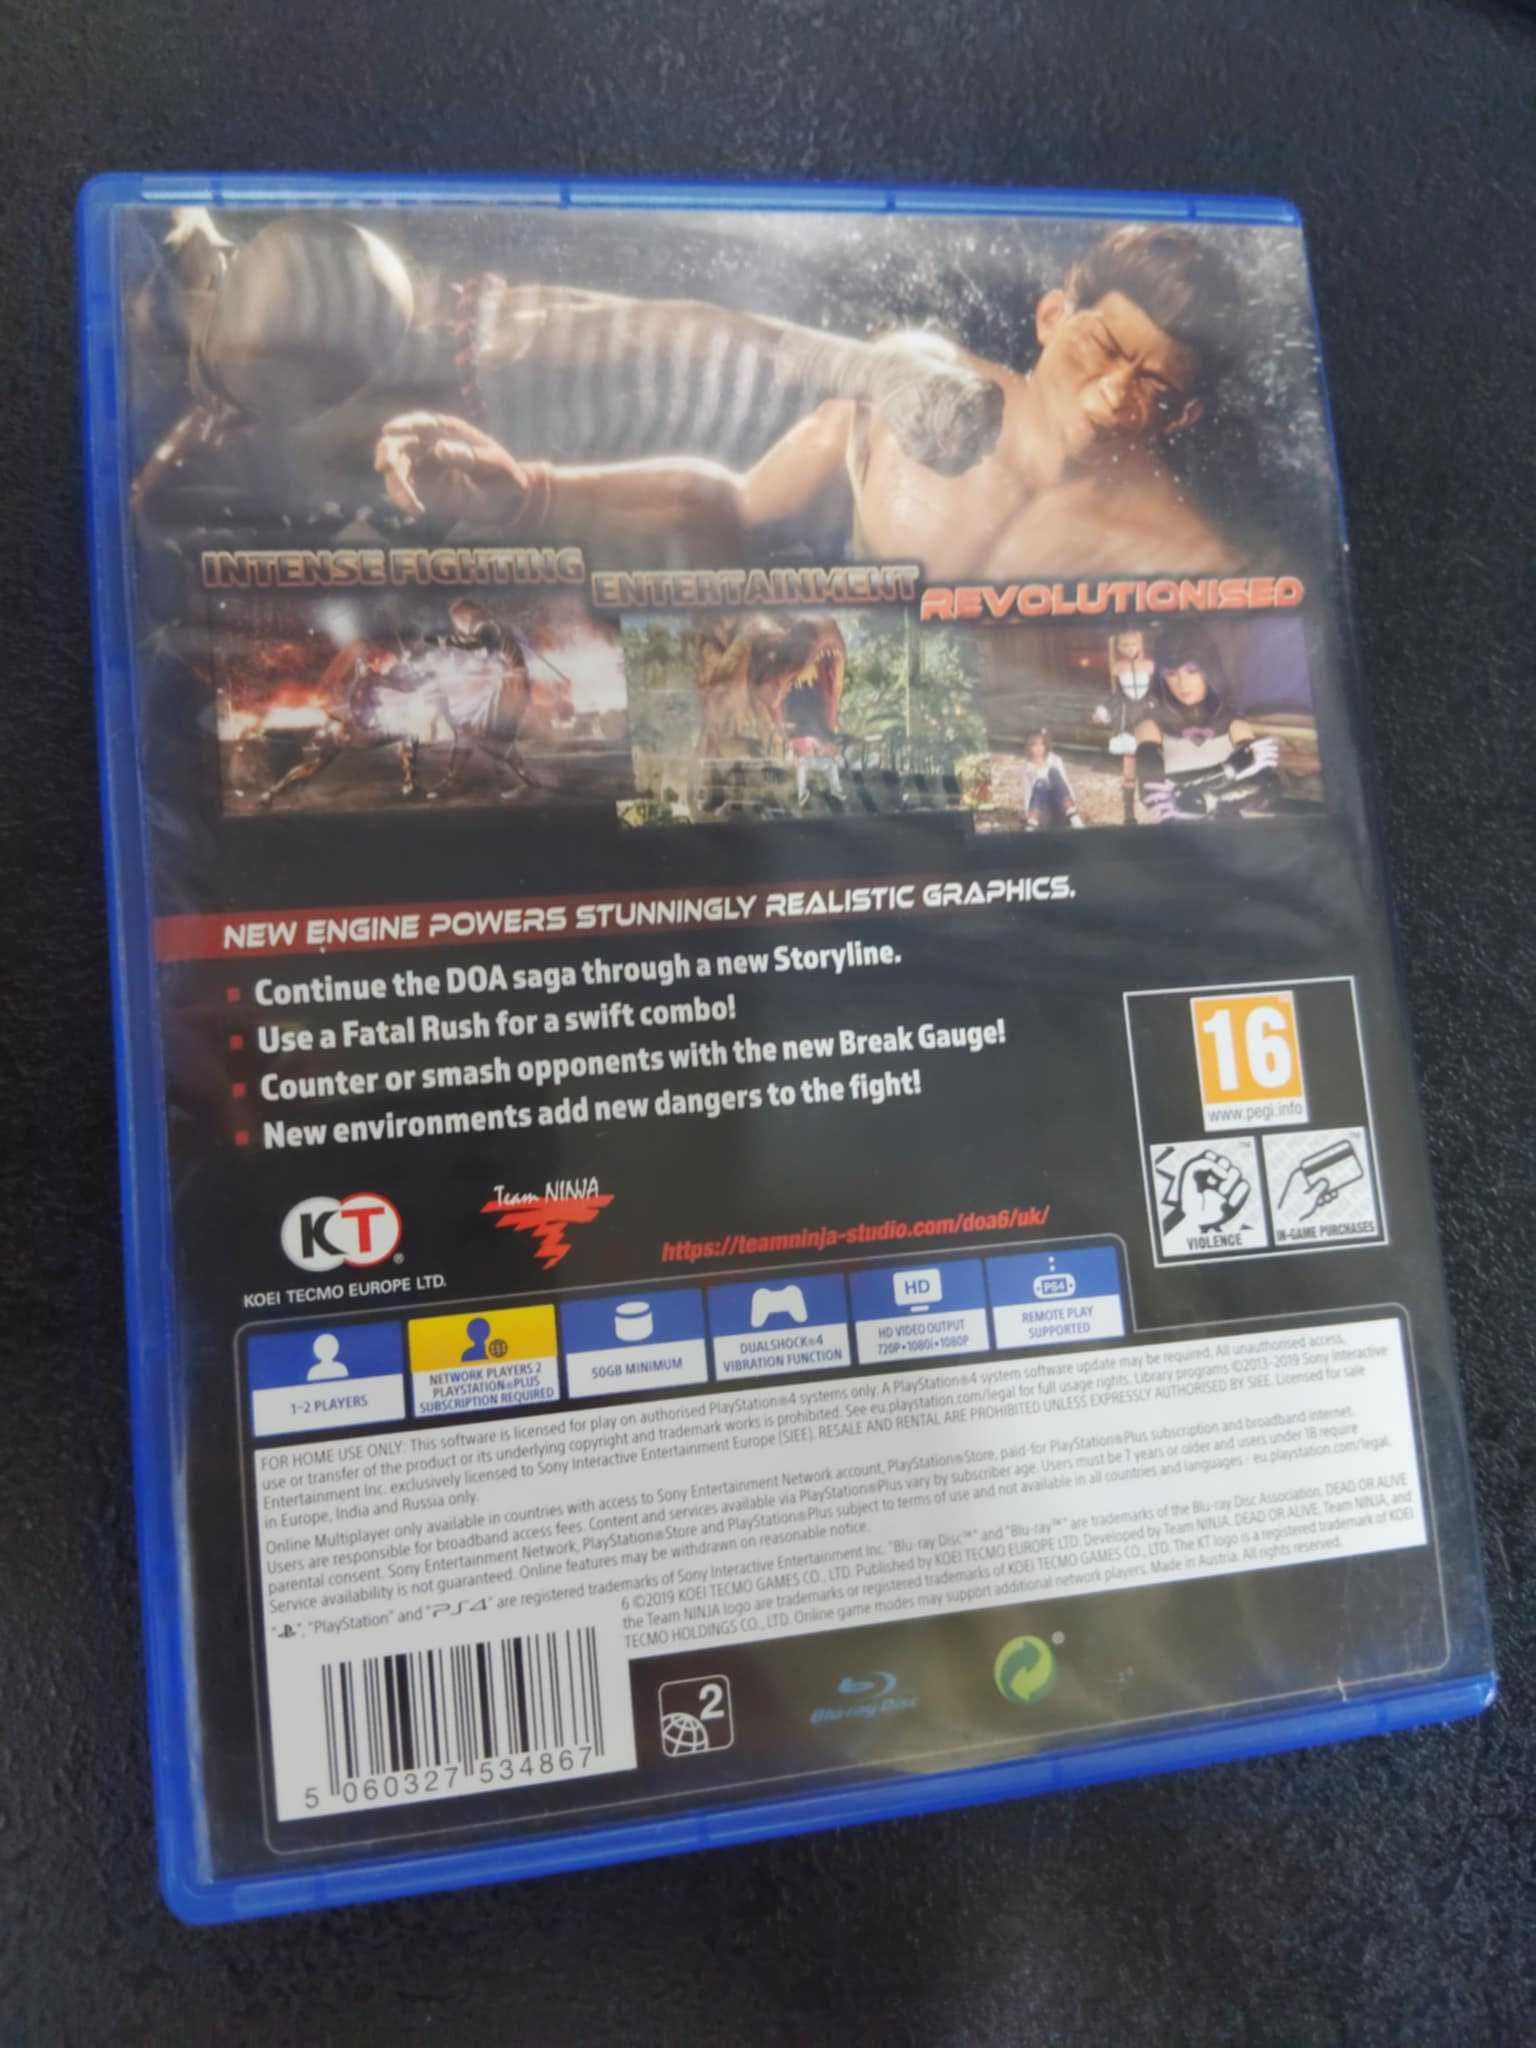 INTENSE FIGHTING
ENTERTAINMENT
REVOLUTIONISED
NEW ENGINE POWERS STUNNINGLY REALISTIC GRAPHICS.
Continue the DOA saga through a new Storyline.
Use a Fatal Rush for a swift combo!
Counter or smash opponents with the new Break Gauge!
New environments add new dangers to the fight!
16
www.pegi.info
VIOLENCE
IN-GAME PURCHASES
KT®
KOEI TECMO EUROPE LTD.
Team NINJA
https://teamninja-studio.com/doa6/uk/
1-2 PLAYERS
NETWORK PLAYERS 2
PLAYSTATION®PLUS
SUBSCRIPTION REQUIRED
50GB MINIMUM
DUALSHOCK®4
VIBRATION FUNCTION
HD
HD VIDEO OUTPUT
720P•1080i•1080P
PS4
REMOTE PLAY
SUPPORTED
FOR HOME USE ONLY: This software is licensed for play on authorised PlayStation®4 systems only. A PlayStation®4 system software update may be required. All unauthorised access,
use or transfer of the product or its underlying copyright and trademark works is prohibited. See eu.playstation.com/legal for full usage rights. Library programs ©2013-2019 Sony Interactive
Entertainment Inc. exclusively licensed to Sony Interactive Entertainment Europe (SIEE). RESALE AND RENTAL ARE PROHIBITED UNLESS EXPRESSLY AUTHORISED BY SIEE. Licensed for sale
in Europe, India and Russia only.
Online Multiplayer only available in countries with access to Sony Entertainment Network account, PlayStation®Store, paid-for PlayStation®Plus subscription and broadband internet.
Users are responsible for broadband access fees. Content and services available via PlayStation®Plus vary by subscriber age. Users must be 7 years or older and users under 18 require
parental consent. Sony Entertainment Network, PlayStation®Store and PlayStation®Plus subject to terms of use and not available in all countries and languages - eu.playstation.com/legal.
Service availability is not guaranteed. Online features may be withdrawn on reasonable notice.
"PlayStation" and "PS4" are registered trademarks of Sony Interactive Entertainment Inc. "Blu-ray Disc™" and "Blu-ray™" are trademarks of the Blu-ray Disc Association. DEAD OR ALIVE
6 ©2019 KOEI TECMO GAMES CO., LTD. Published by KOEI TECMO EUROPE LTD. Developed by Team NINJA. DEAD OR ALIVE, Team NINJA, and
the Team NINJA logo are trademarks or registered trademarks of KOEI TECMO GAMES CO., LTD. The KT logo is a registered trademark of KOEI
TECMO HOLDINGS CO., LTD. Online game modes may support additional network players. Made in Austria. All rights reserved.
5 060327 534867
2
Blu-ray Disc